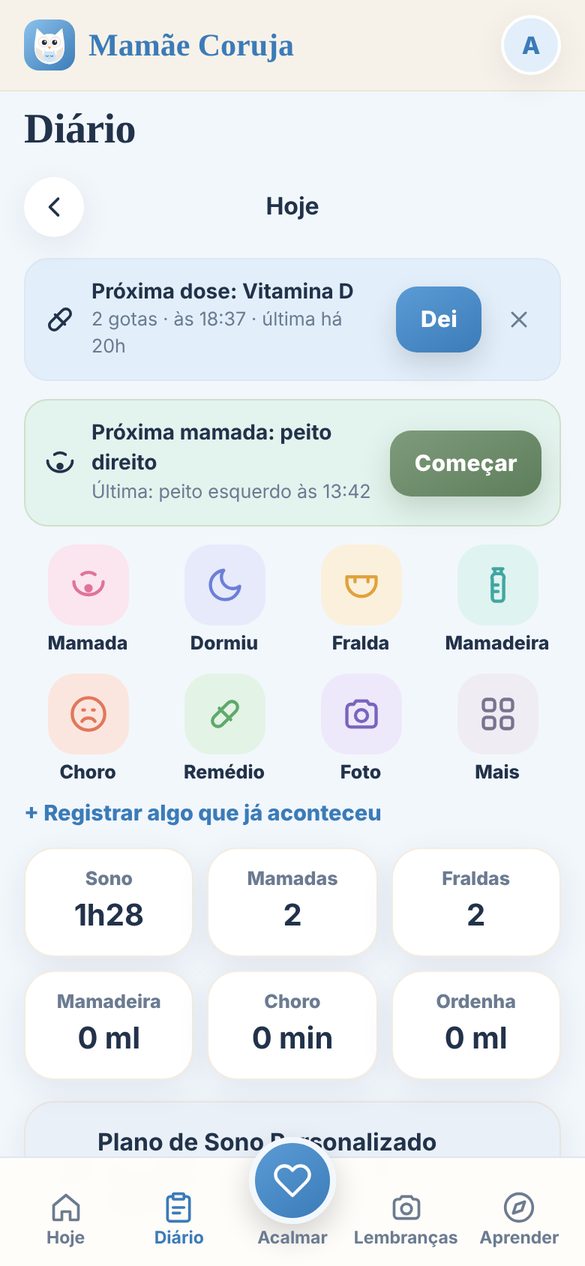 Mamãe Coruja
A
Diário
Hoje
Próxima dose: Vitamina D
2 gotas · às 18:37 · última há
20h
Dei
Próxima mamada: peito
direito
Última: peito esquerdo às 13:42
Começar
Mamada
Dormiu
Fralda
Mamadeira
Choro
Remédio
Foto
Mais
+ Registrar algo que já aconteceu
Sono
1h28
Mamadas
2
Fraldas
2
Mamadeira
0 ml
Choro
0 min
Ordenha
0 ml
Plano de Sono Personalizado
Hoje
Diário
Acalmar
Lembranças
Aprender